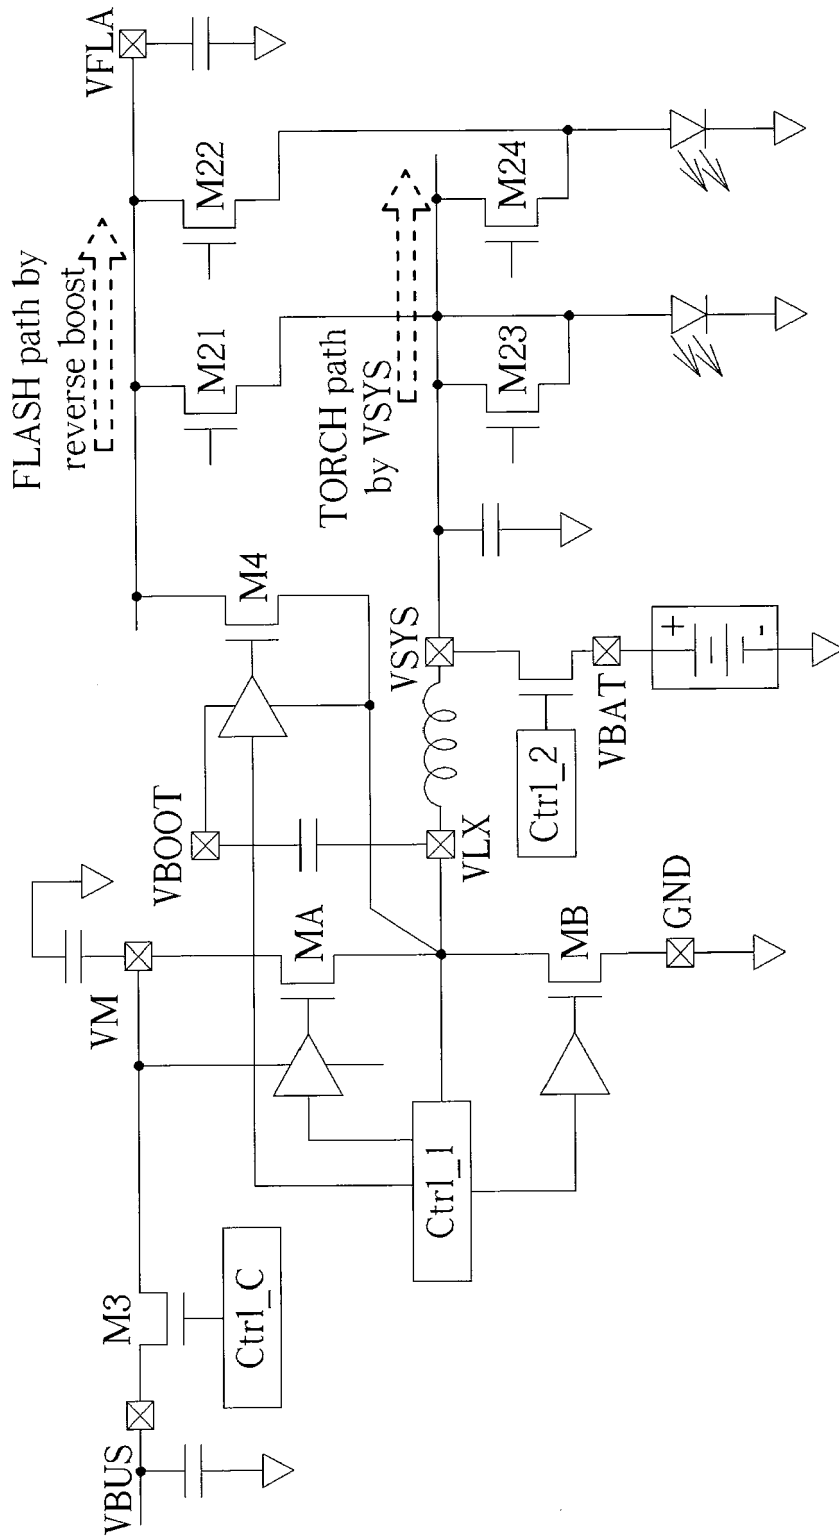 FLASH path by
reverse boost
VFLA
VBUS
M3
VM
VBOOT
M4
M21
M22
Ctrl_C
MA
TORCH path
by VSYS
VSYS
VLX
M23
M24
Ctrl_1
Ctrl_2
MB
VBAT
+
-
GND